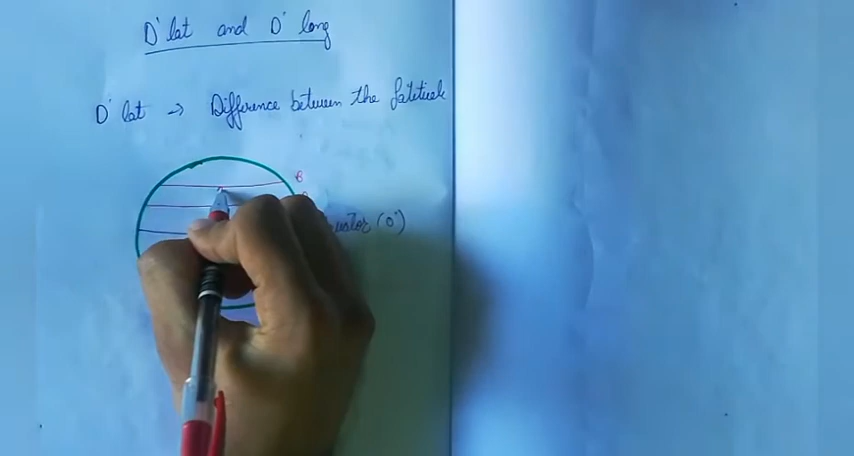 D' lat and D' long
D' lat → Difference between the latitude
B
(0°)